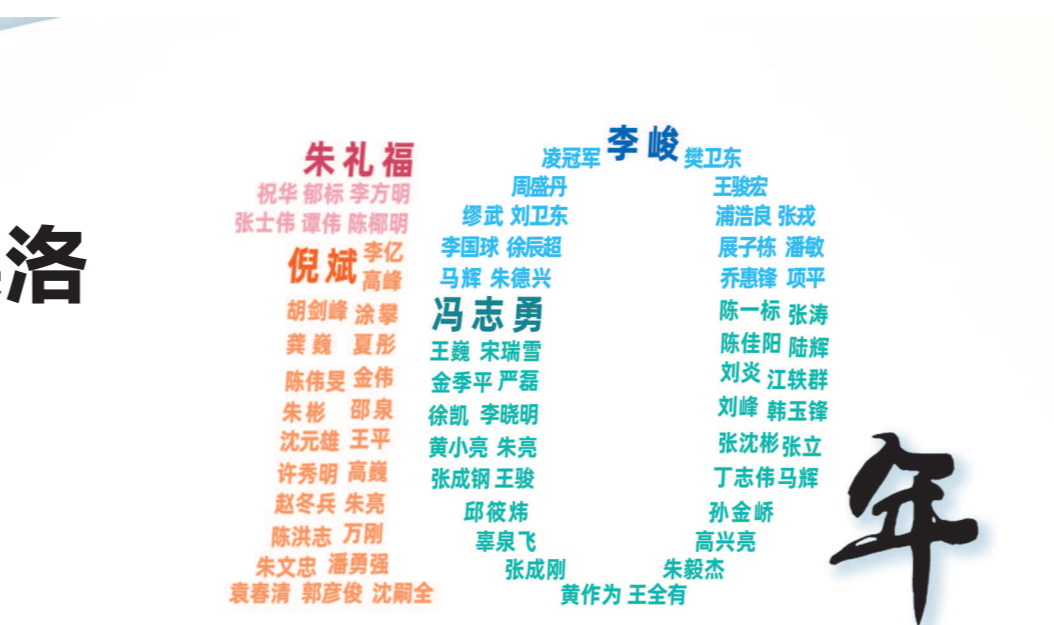 洛
朱礼福
祝华 郁标 李方明
张士伟 谭伟 陈椰明
倪斌 李亿
高峰
胡剑峰 涂攀
龚巍 夏彤
陈伟旻 金伟
朱彬 邵泉
沈元雄 王平
许秀明 高巍
赵冬兵 朱亮
陈洪志 万刚
朱文忠 潘勇强
袁春清 郭彦俊 沈嗣全
凌冠军 李峻 樊卫东
周盛丹 王骏宏
缪武 刘卫东 浦浩良 张戎
李国球 徐辰超 展子栋 潘敏
马辉 朱德兴 乔惠锋 项平
冯志勇 陈一标 张涛
王巍 宋瑞雪 陈佳阳 陆辉
金季平 严磊 刘炎 江轶群
徐凯 李晓明 刘峰 韩玉锋
黄小亮 朱亮 张沈彬 张立
张成钢 王骏 丁志伟 马辉
邱筱炜 孙金峤
辜泉飞 高兴亮
张成刚 朱毅杰
黄作为 王全有
年